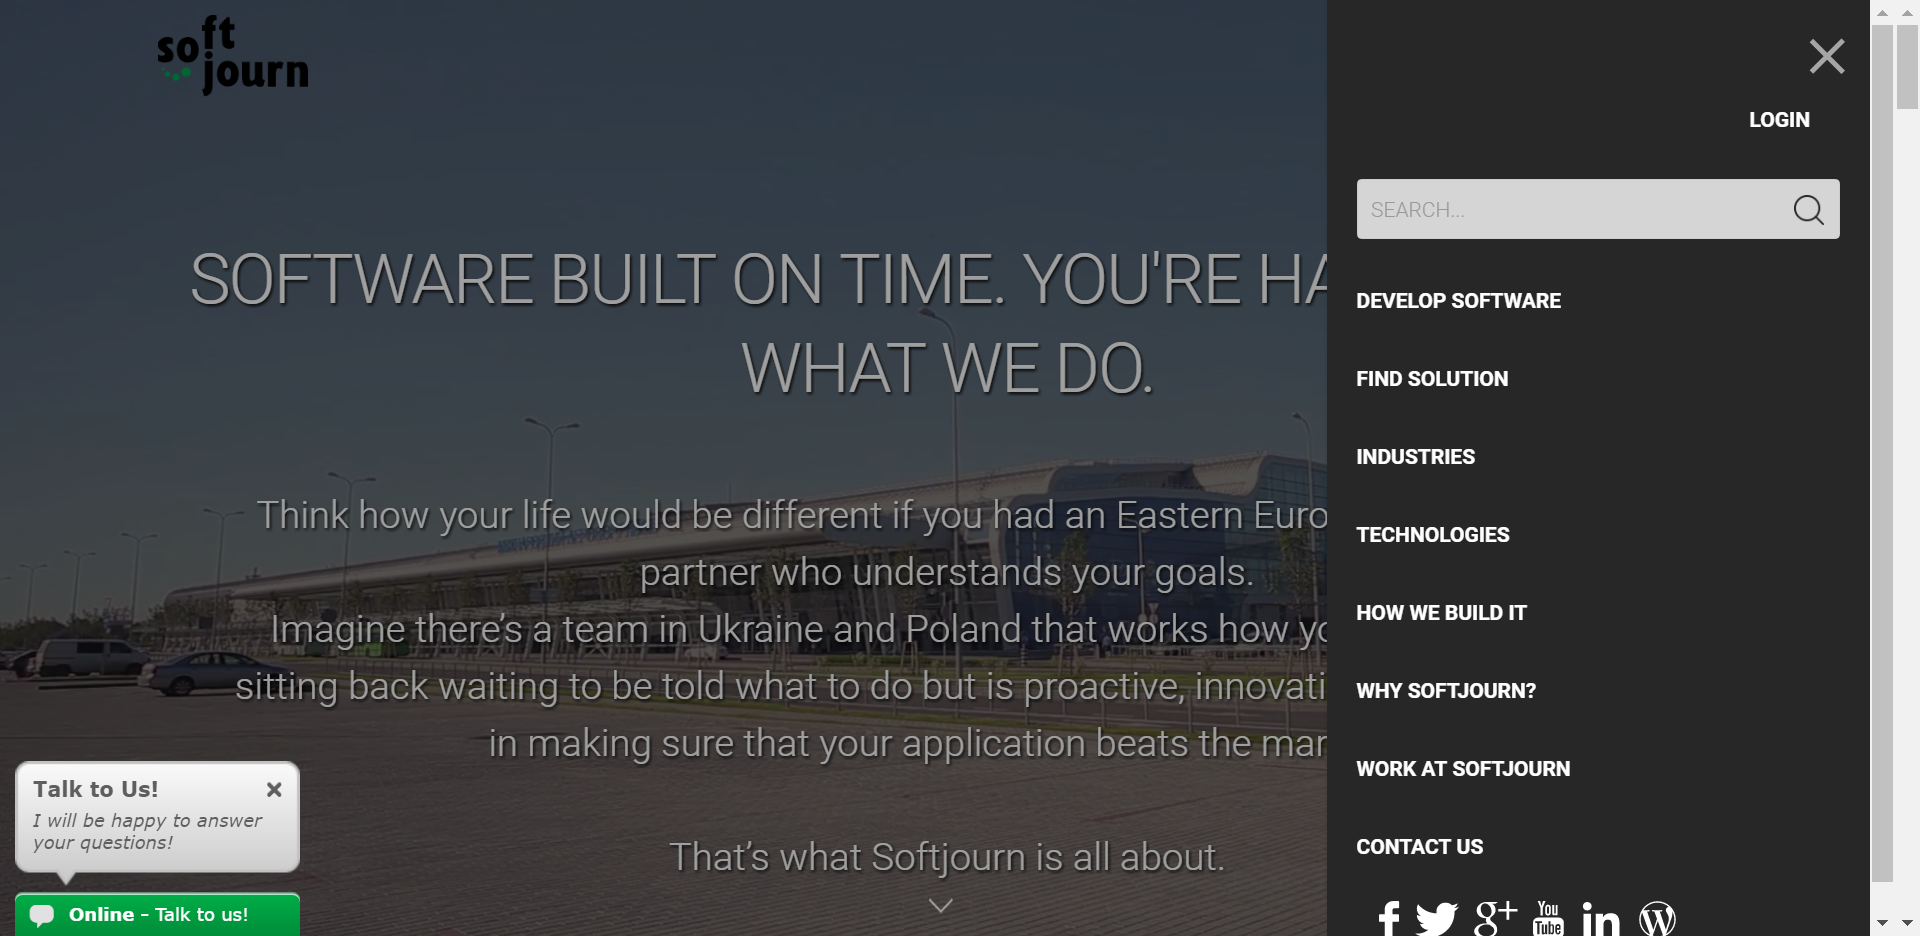 soft
journ
LOGIN
SEARCH...
SOFTWARE BUILT ON TIME. YOU'RE HA
WHAT WE DO.
Think how your life would be different if you had an Eastern Euro
partner who understands your goals.
Imagine there’s a team in Ukraine and Poland that works how yo
sitting back waiting to be told what to do but is proactive, innovati
in making sure that your application beats the mar
That’s what Softjourn is all about.
DEVELOP SOFTWARE
FIND SOLUTION
INDUSTRIES
TECHNOLOGIES
HOW WE BUILD IT
WHY SOFTJOURN?
WORK AT SOFTJOURN
CONTACT US
f g+ You Tube in W
Talk to Us!
I will be happy to answer
your questions!
Online - Talk to us!